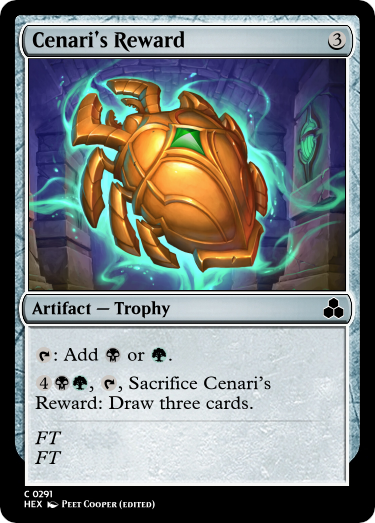 Cenari's Reward 3
Artifact — Trophy
: Add or .
4 , , Sacrifice Cenari's
Reward: Draw three cards.
FT
FT
C 0291
HEX Peet Cooper (edited)